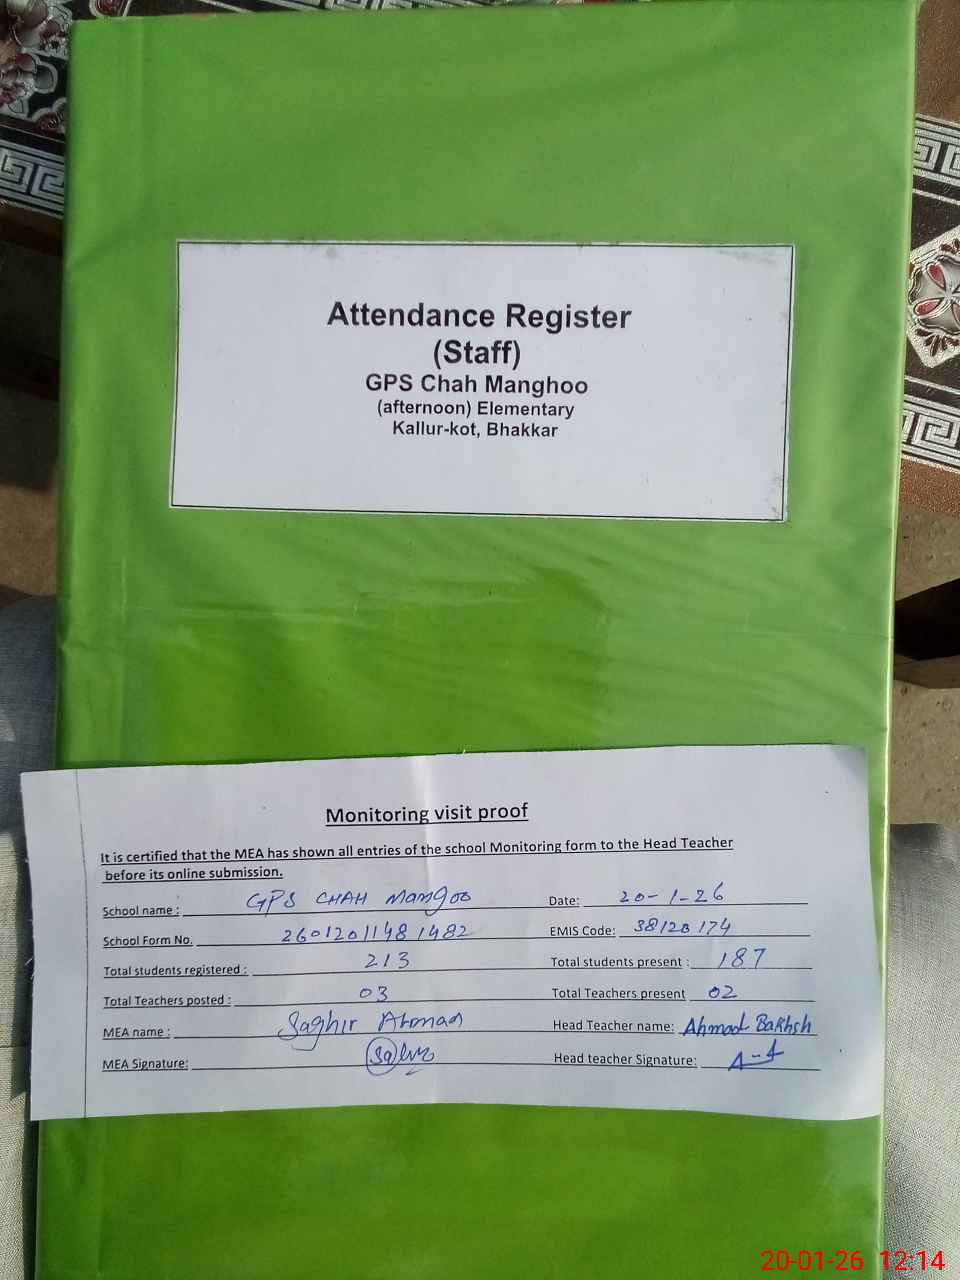 Attendance Register
(Staff)
GPS Chah Manghoo
(afternoon) Elementary
Kallur-kot, Bhakkar
Monitoring visit proof
It is certified that the MEA has shown all entries of the school Monitoring form to the Head Teacher
before its online submission.
School name : GPS CHAH Mangoo Date: 20-1-26
School Form No. 26012011481482 EMIS Code: 38120174
Total students registered : 213 Total students present : 187
Total Teachers posted : 03 Total Teachers present 02
MEA name : Saghir Ahmad Head Teacher name: Ahmad Bakhsh
MEA Signature: Head teacher Signature:
20-01-26 12:14